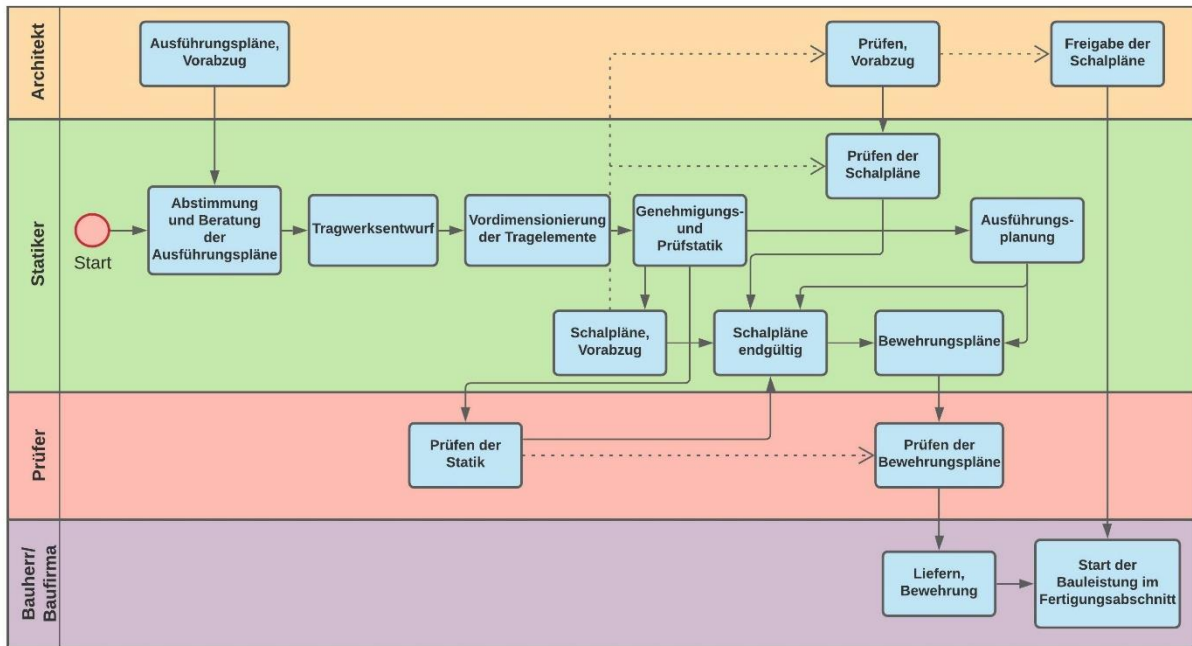 Architekt
Ausführungspläne,
Vorabzug
Prüfen,
Vorabzug
Freigabe der
Schalpläne
Statiker
Start
Abstimmung
und Beratung
der
Ausführungspläne
Tragwerksentwurf
Vordimensionierung
der Tragelemente
Genehmigungs-
und
Prüfstatik
Prüfen der
Schalpläne
Ausführungs-
planung
Schalpläne,
Vorabzug
Schalpläne
endgültig
Bewehrungspläne
Prüfer
Prüfen der
Statik
Prüfen der
Bewehrungspläne
Bauherr/
Baufirma
Liefern,
Bewehrung
Start der
Bauleistung im
Fertigungsabschnitt